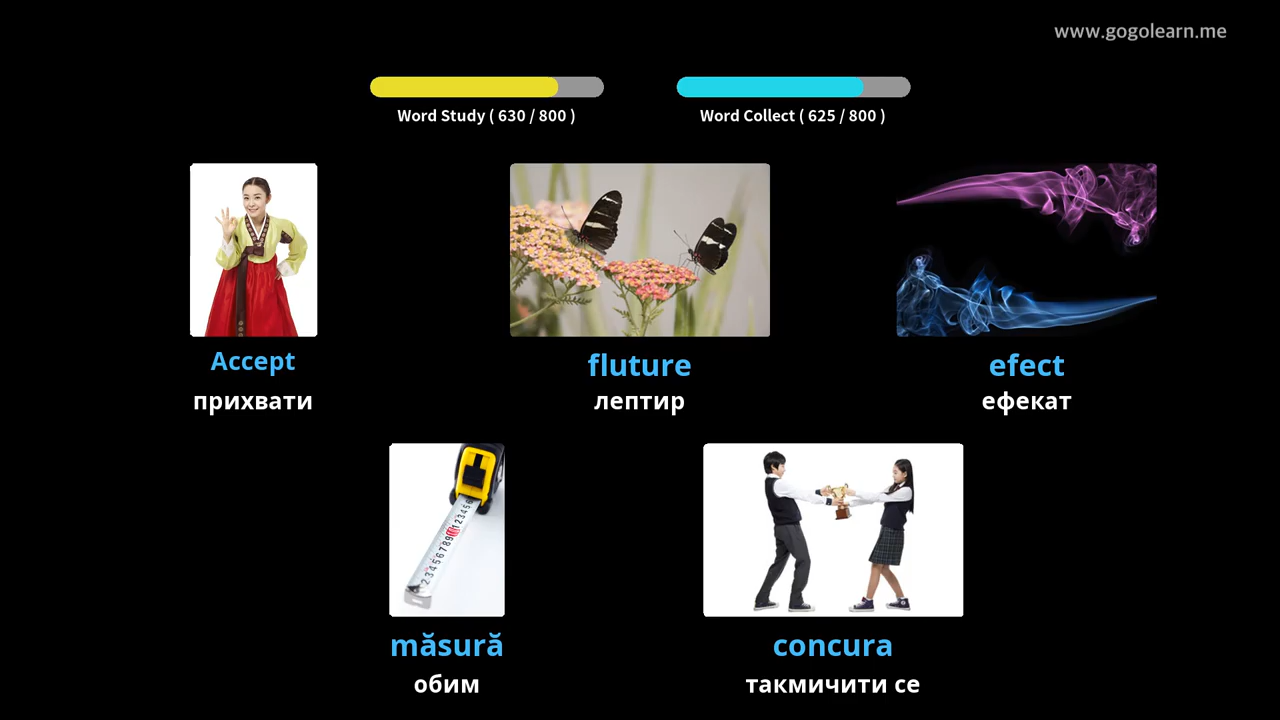 www.gogolearn.me
Word Study ( 630 / 800 )
Word Collect ( 625 / 800 )
Accept
прихвати
fluture
лептир
efect
ефекат
măsură
обим
concura
такмичити се